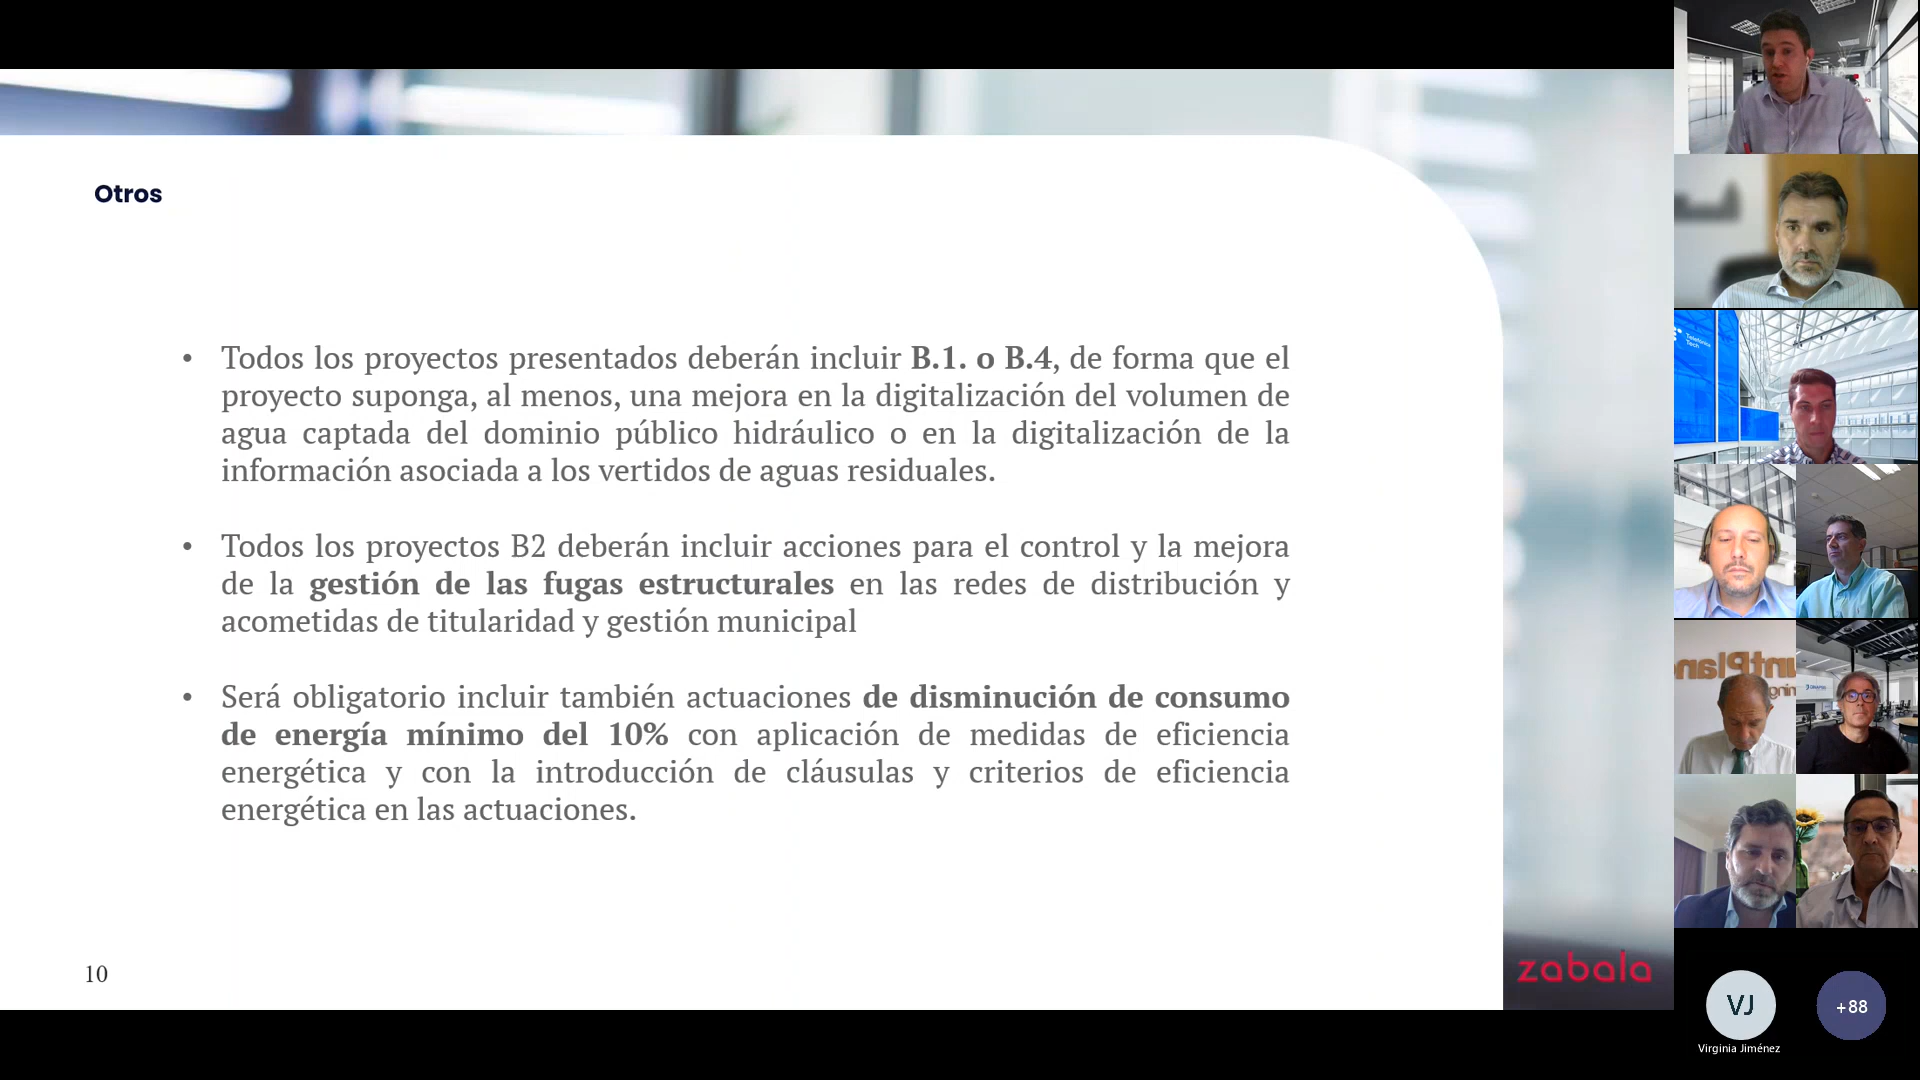 Otros
• Todos los proyectos presentados deberán incluir B.1. o B.4, de forma que el
proyecto suponga, al menos, una mejora en la digitalización del volumen de
agua captada del dominio público hidráulico o en la digitalización de la
información asociada a los vertidos de aguas residuales.
• Todos los proyectos B2 deberán incluir acciones para el control y la mejora
de la gestión de las fugas estructurales en las redes de distribución y
acometidas de titularidad y gestión municipal
• Será obligatorio incluir también actuaciones de disminución de consumo
de energía mínimo del 10% con aplicación de medidas de eficiencia
energética y con la introducción de cláusulas y criterios de eficiencia
energética en las actuaciones.
10
zabala
Telefónica
Tech
VJ
+88
Virginia Jiménez